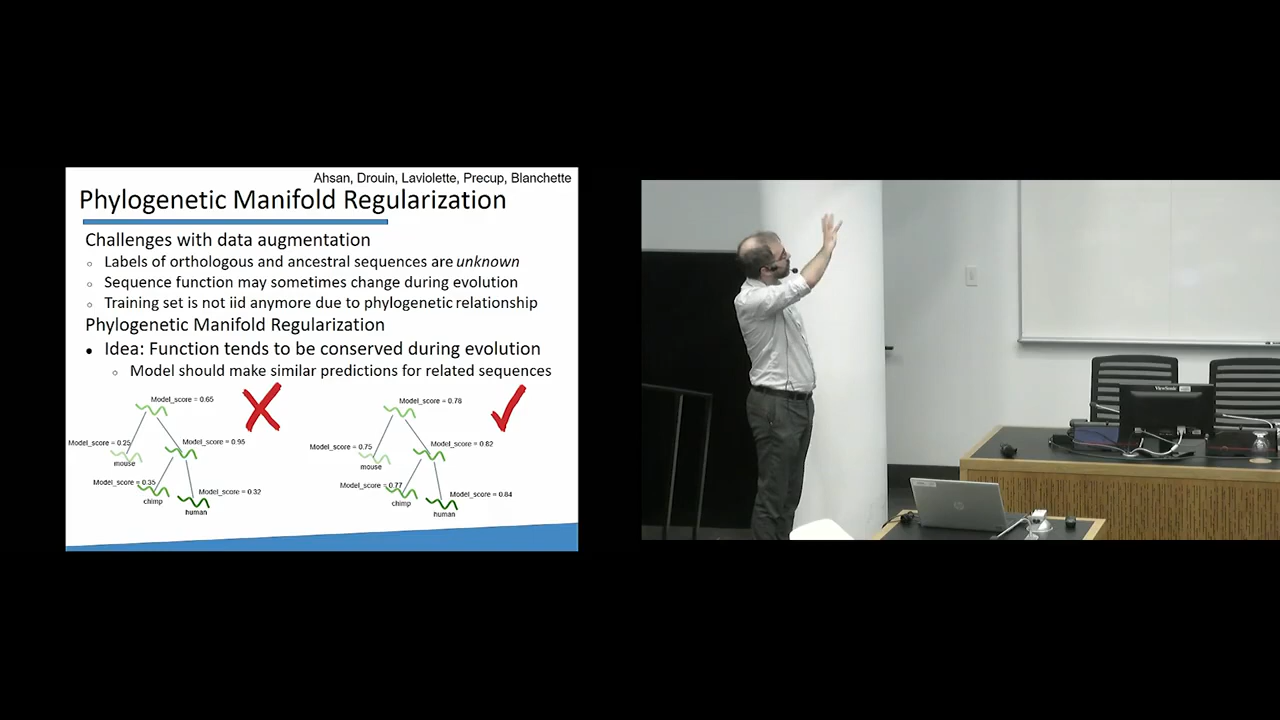 Ahsan, Drouin, Laviolette, Precup, Blanchette
Phylogenetic Manifold Regularization
Challenges with data augmentation
Labels of orthologous and ancestral sequences are unknown
Sequence function may sometimes change during evolution
Training set is not iid anymore due to phylogenetic relationship
Phylogenetic Manifold Regularization
Idea: Function tends to be conserved during evolution
Model should make similar predictions for related sequences
Model_score = 0.65
Model_score = 0.25
Model_score = 0.95
mouse
Model_score = 0.35
Model_score = 0.32
chimp
human
Model_score = 0.78
Model_score = 0.75
Model_score = 0.82
mouse
Model_score = 0.77
Model_score = 0.84
chimp
human
ViewSonic
hp